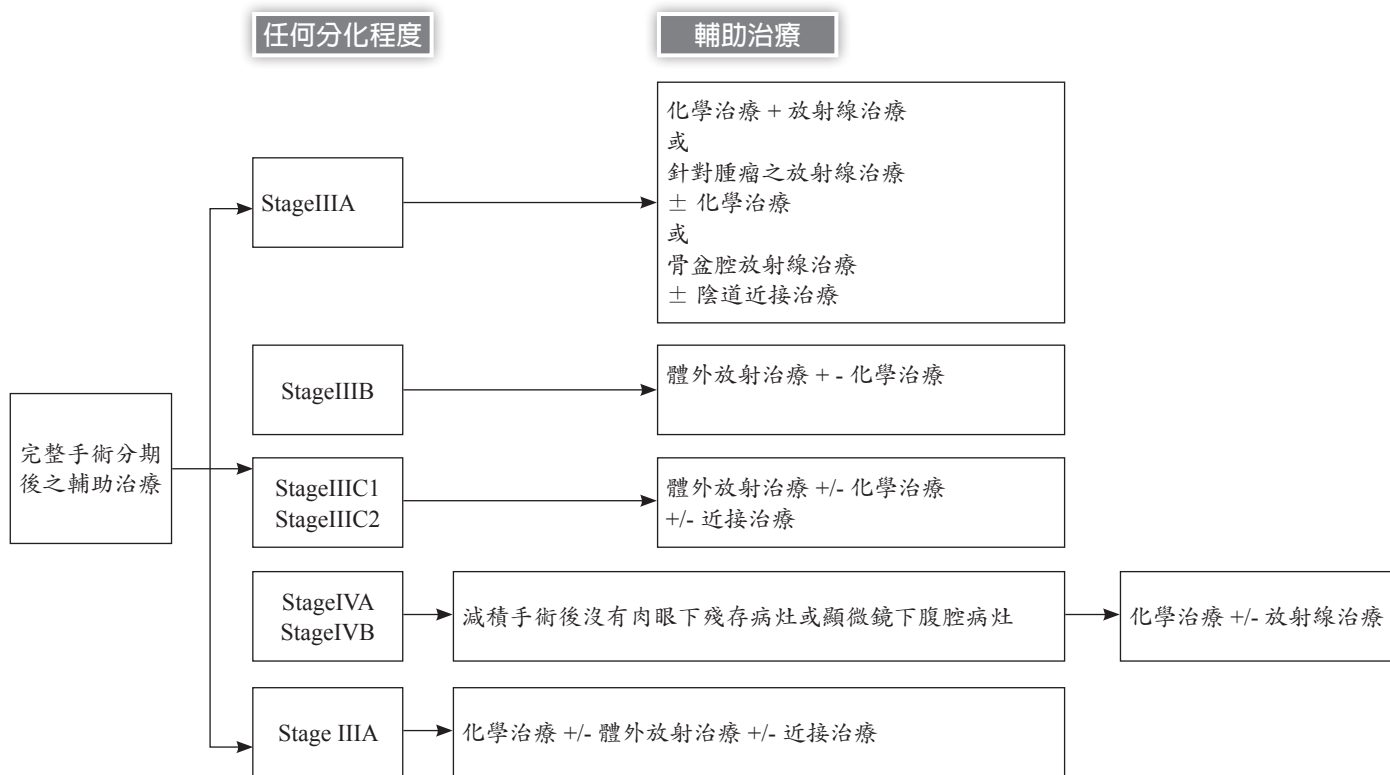 任何分化程度
輔助治療
完整手術分期
後之輔助治療
StageIIIA
化學治療 + 放射線治療
或
針對腫瘤之放射線治療
± 化學治療
或
骨盆腔放射線治療
± 陰道近接治療
StageIIIB
體外放射治療 + - 化學治療
StageIIIC1
StageIIIC2
體外放射治療 +/- 化學治療
+/- 近接治療
StageIVA
StageIVB
減積手術後沒有肉眼下殘存病灶或顯微鏡下腹腔病灶
化學治療 +/- 放射線治療
Stage IIIA
化學治療 +/- 體外放射治療 +/- 近接治療